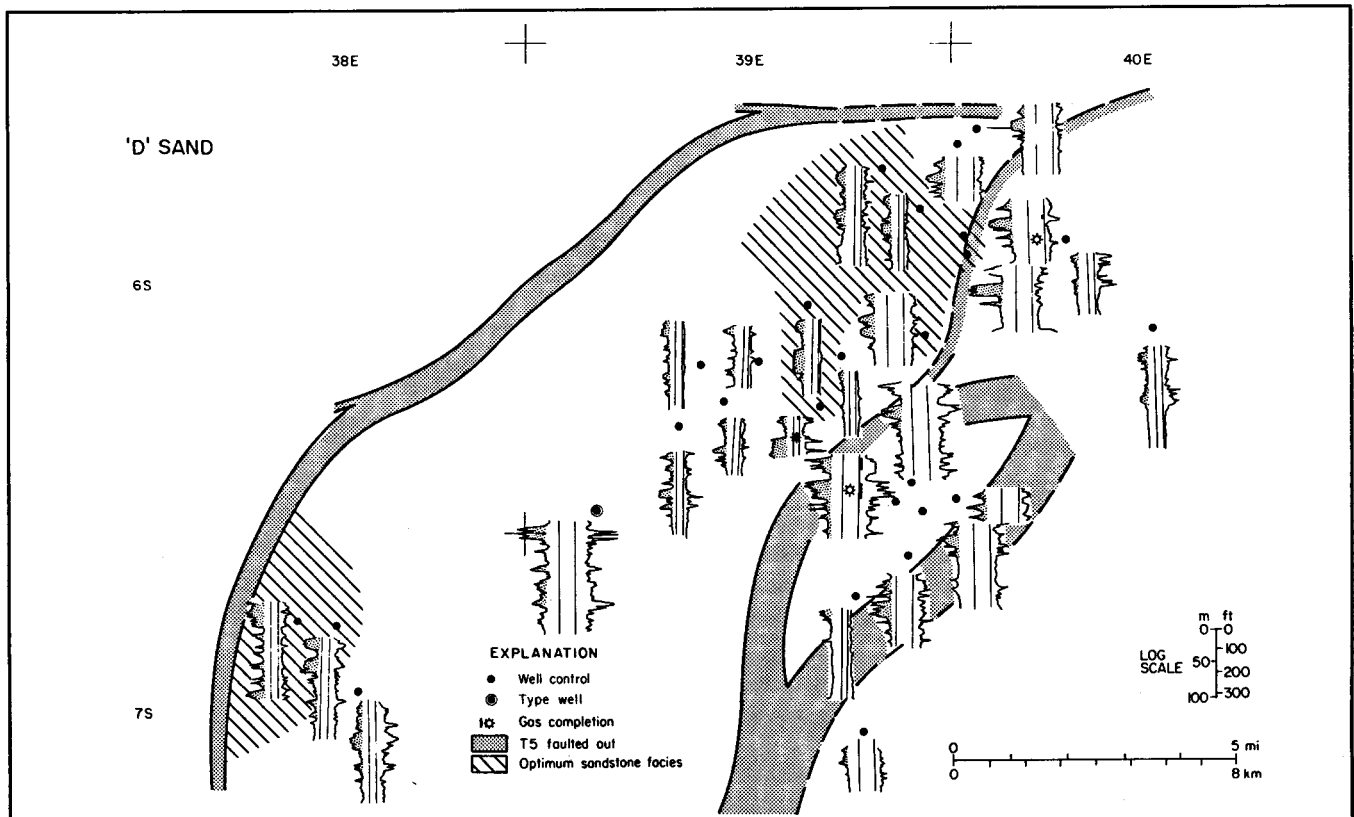 38E
39E
40E
'D' SAND
6S
7S
EXPLANATION
Well control
Type well
Gas completion
T5 faulted out
Optimum sandstone facies
m ft
0 0
100
LOG SCALE 50 200
100 300
0 5 mi
0 8 km